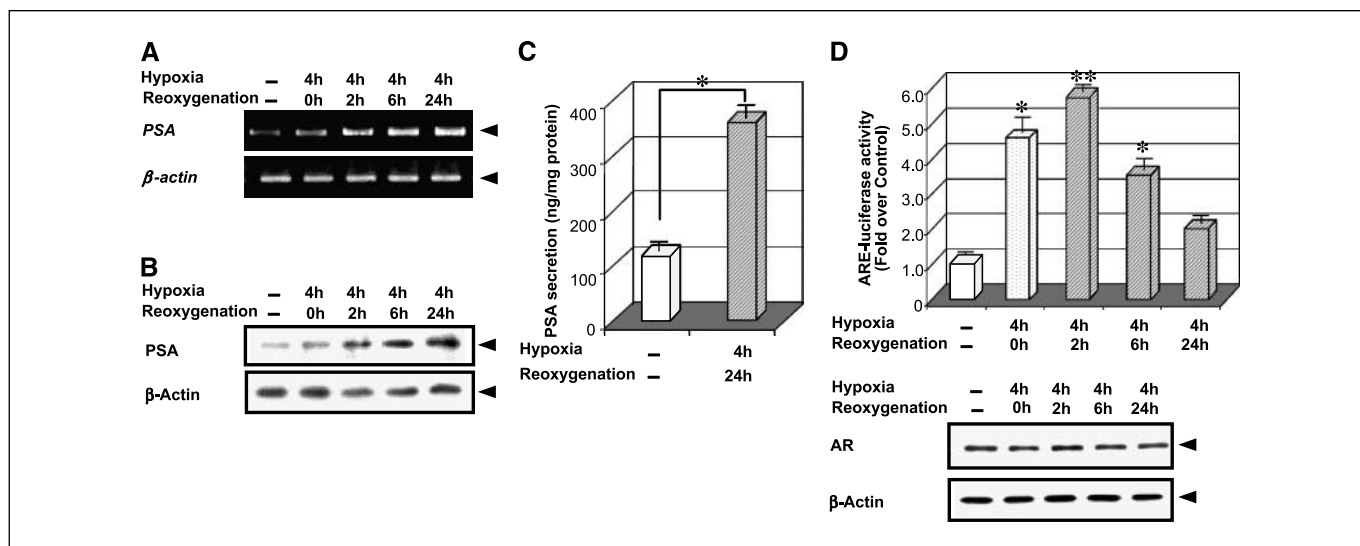 A
Hypoxia – 4h 4h 4h 4h
Reoxygenation – 0h 2h 6h 24h
PSA
β-actin
B
Hypoxia – 4h 4h 4h 4h
Reoxygenation – 0h 2h 6h 24h
PSA
β-Actin
C
PSA secretion (ng/mg protein)
400
300
200
100
0
*
Hypoxia – 4h
Reoxygenation – 24h
D
ARE-luciferase activity
(Fold over Control)
6.0
5.0
4.0
3.0
2.0
1.0
0
* ** *
Hypoxia – 4h 4h 4h 4h
Reoxygenation – 0h 2h 6h 24h
Hypoxia – 4h 4h 4h 4h
Reoxygenation – 0h 2h 6h 24h
AR
β-Actin